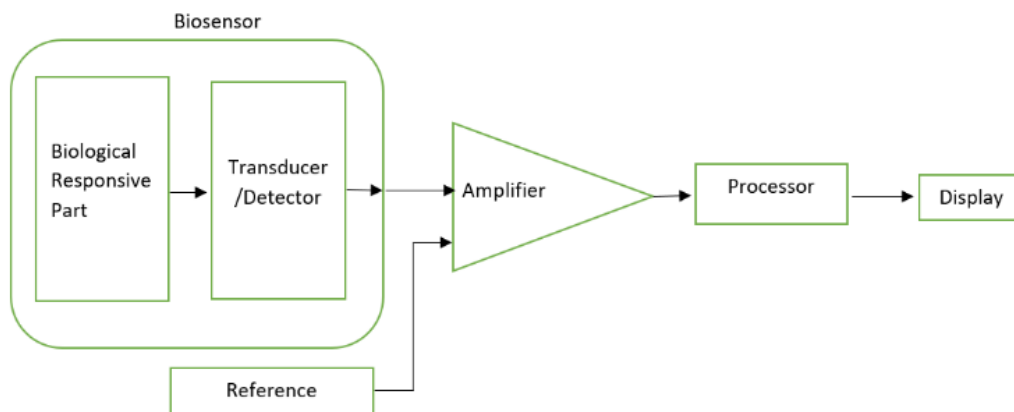 Biosensor
Biological
Responsive
Part
Transducer
/Detector
Amplifier
Processor
Display
Reference